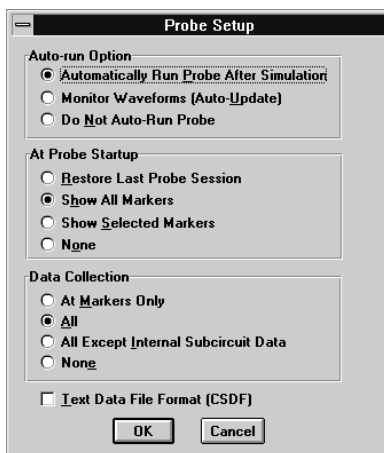 Probe Setup
Auto-run Option
Automatically Run Probe After Simulation
Monitor Waveforms (Auto-Update)
Do Not Auto-Run Probe
At Probe Startup
Restore Last Probe Session
Show All Markers
Show Selected Markers
None
Data Collection
At Markers Only
All
All Except Internal Subcircuit Data
None
Text Data File Format (CSDF)
OK Cancel